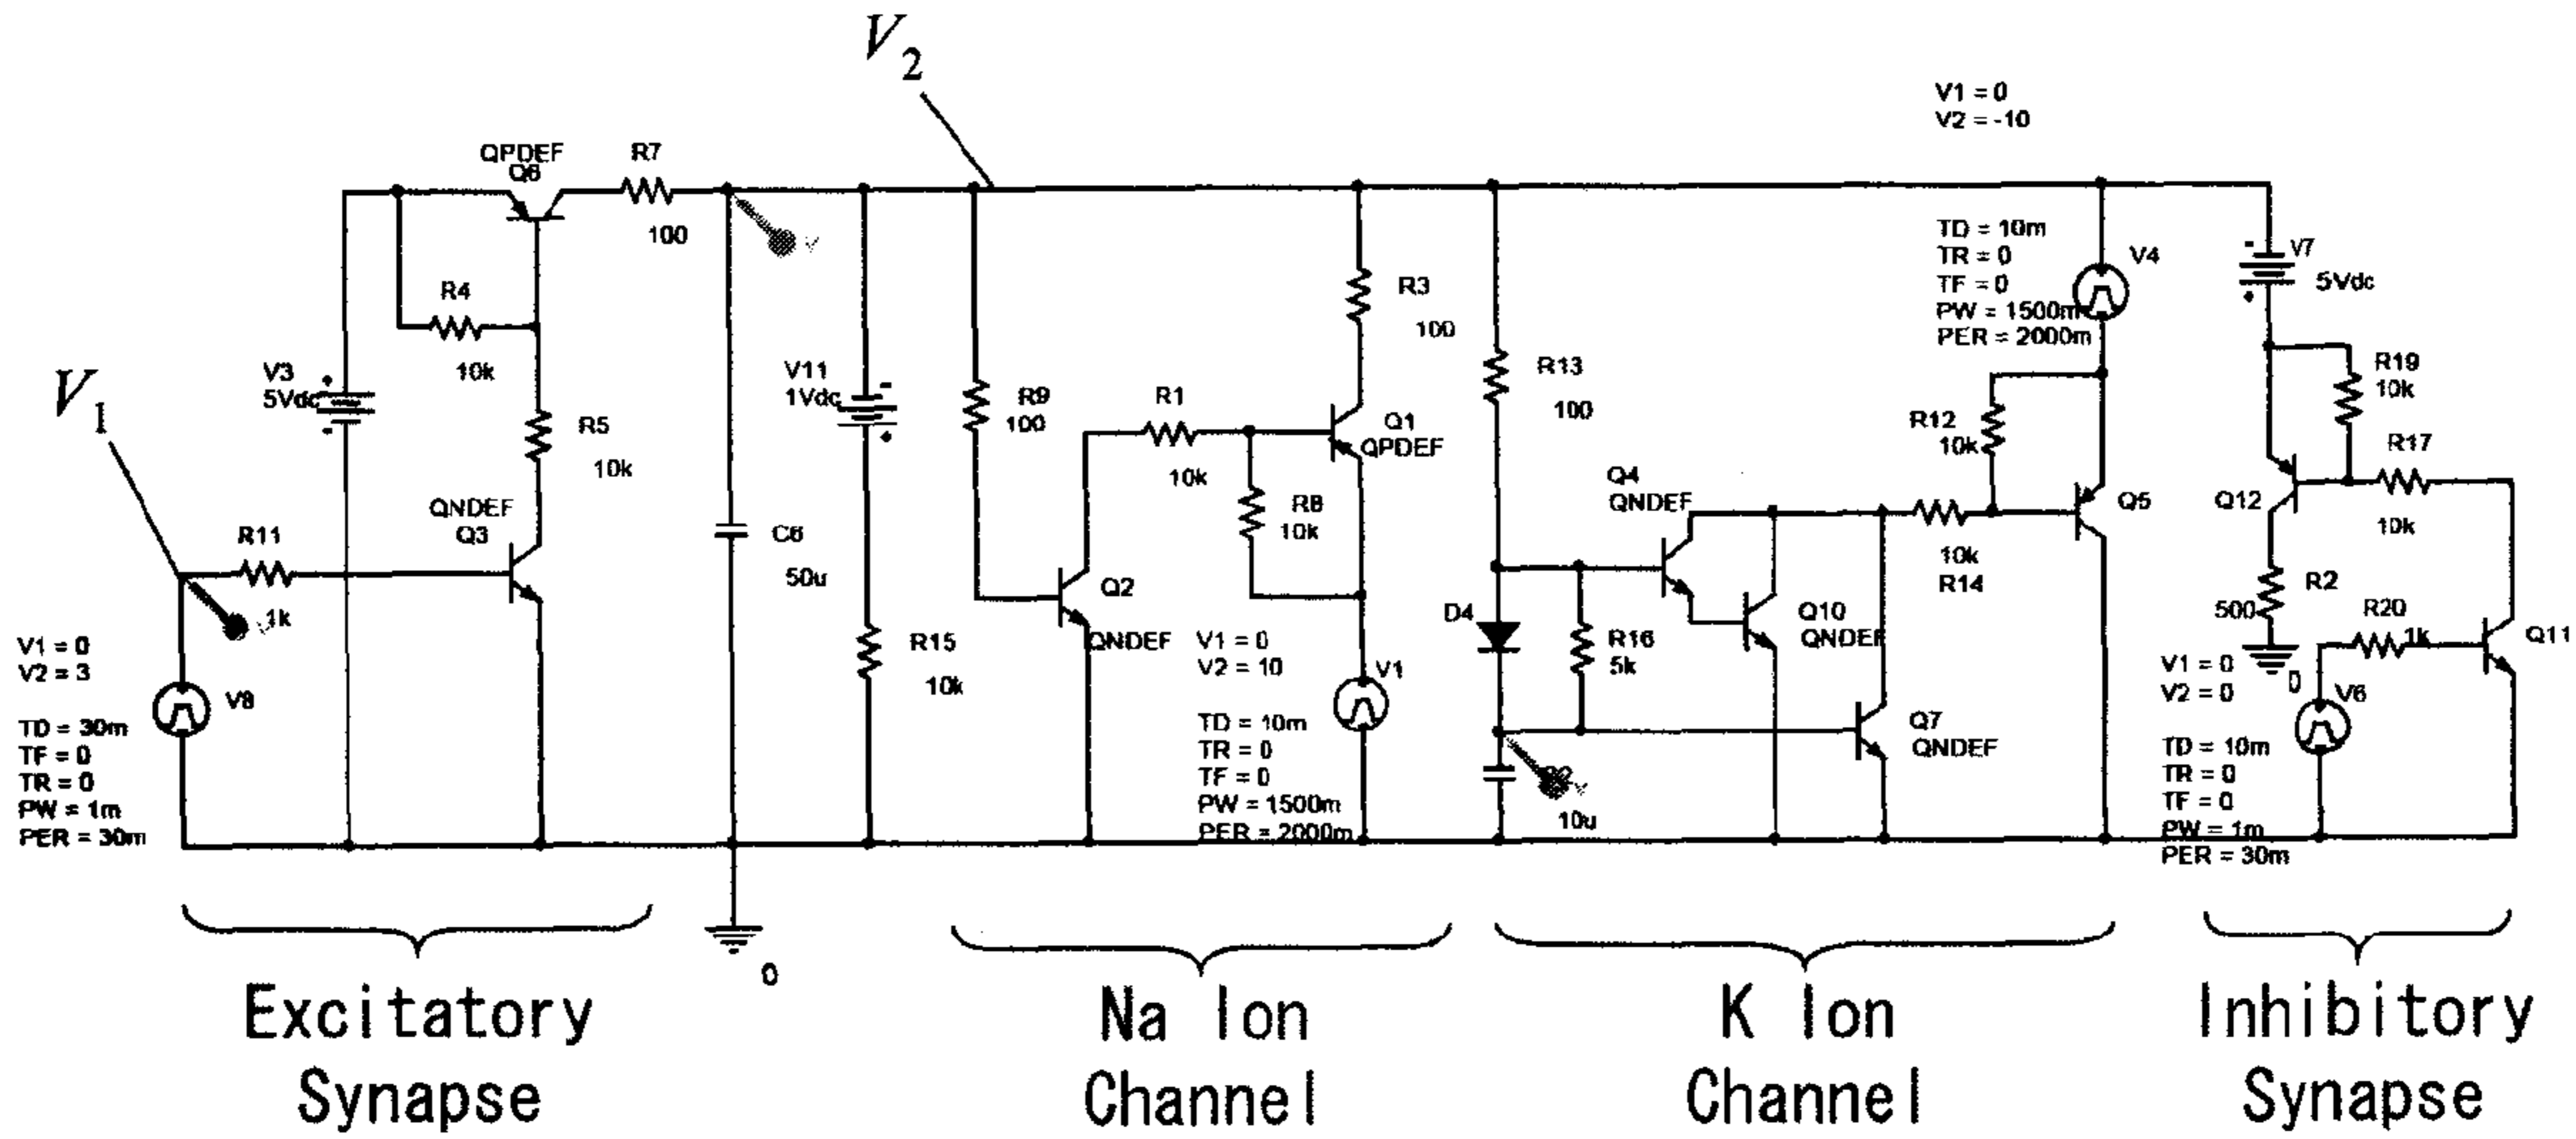 V2
V1 = 0
V2 = -10
QPDEF
Q6
R7
100
TD = 10m
TR = 0
TF = 0
PW = 1500m
PER = 2000m
V4
-
V7
5Vdc
+
R4
10k
R3
100
V1
V3
5Vdc
+
-
V11
1Vdc
-
+
R13
100
R19
10k
R9
100
R1
10k
Q1
QPDEF
R12
10k
R5
10k
R17
10k
Q4
QNDEF
Q5
Q12
R8
10k
QNDEF
Q3
R11
1k
C6
50u
10k
R14
Q2
QNDEF
D4
Q10
QNDEF
R2
500
R20
1k
Q11
R16
5k
V1 = 0
V2 = 3
V8
TD = 30m
TF = 0
TR = 0
PW = 1m
PER = 30m
R15
10k
V1 = 0
V2 = 10
V1
TD = 10m
TR = 0
TF = 0
PW = 1500m
PER = 2000m
Q7
QNDEF
10u
V1 = 0
V2 = 0
0
V6
TD = 10m
TR = 0
TF = 0
PW = 1m
PER = 30m
0
Excitatory
Synapse
Na Ion
Channel
K Ion
Channel
Inhibitory
Synapse